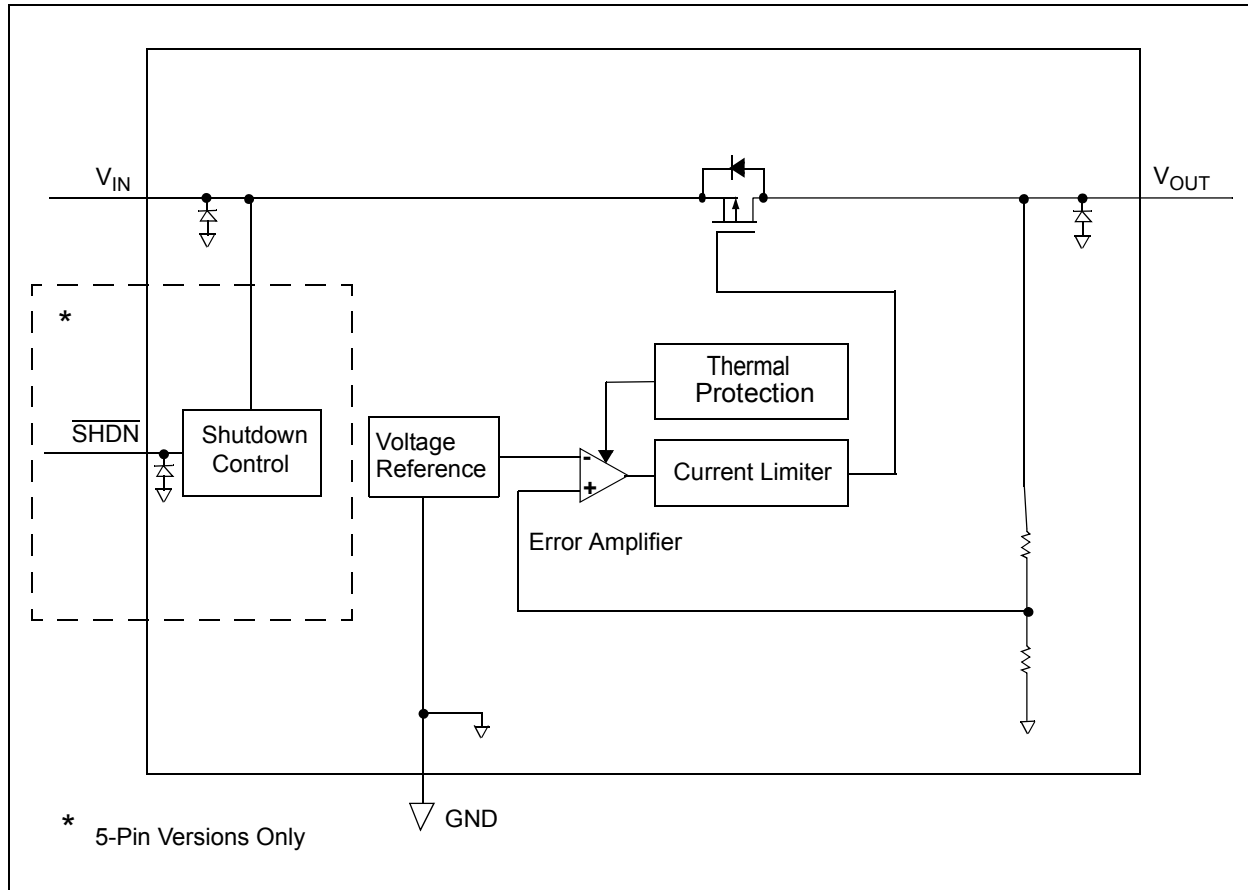 V_IN
V_OUT
*
Thermal
Protection
SHDN
Shutdown
Control
Voltage
Reference
-
+
Current Limiter
Error Amplifier
GND
* 5-Pin Versions Only